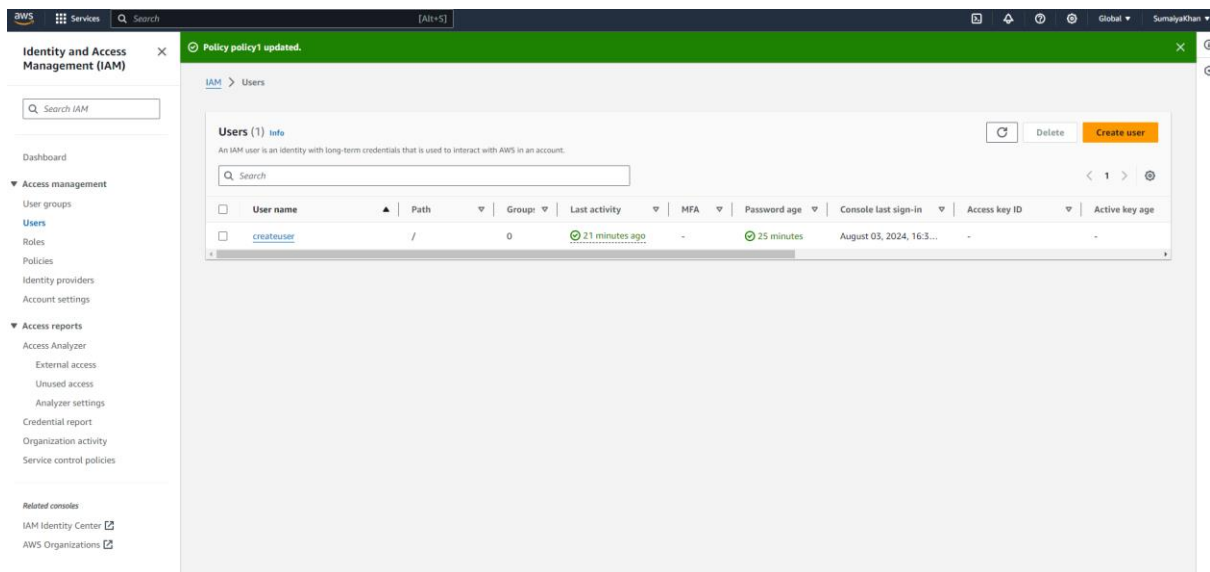 aws Services Search [Alt+S] Global SumaiyaKhan
Identity and Access Management (IAM)
Search IAM
Dashboard
Access management
User groups
Users
Roles
Policies
Identity providers
Account settings
Access reports
Access Analyzer
External access
Unused access
Analyzer settings
Credential report
Organization activity
Service control policies
Related consoles
IAM Identity Center
AWS Organizations
Policy policy1 updated.
IAM > Users
Users (1) Info
Delete Create user
An IAM user is an identity with long-term credentials that is used to interact with AWS in an account.
Search
1
User name Path Group: Last activity MFA Password age Console last sign-in Access key ID Active key age
createuser / 0 21 minutes ago - 25 minutes August 03, 2024, 16:3... - -